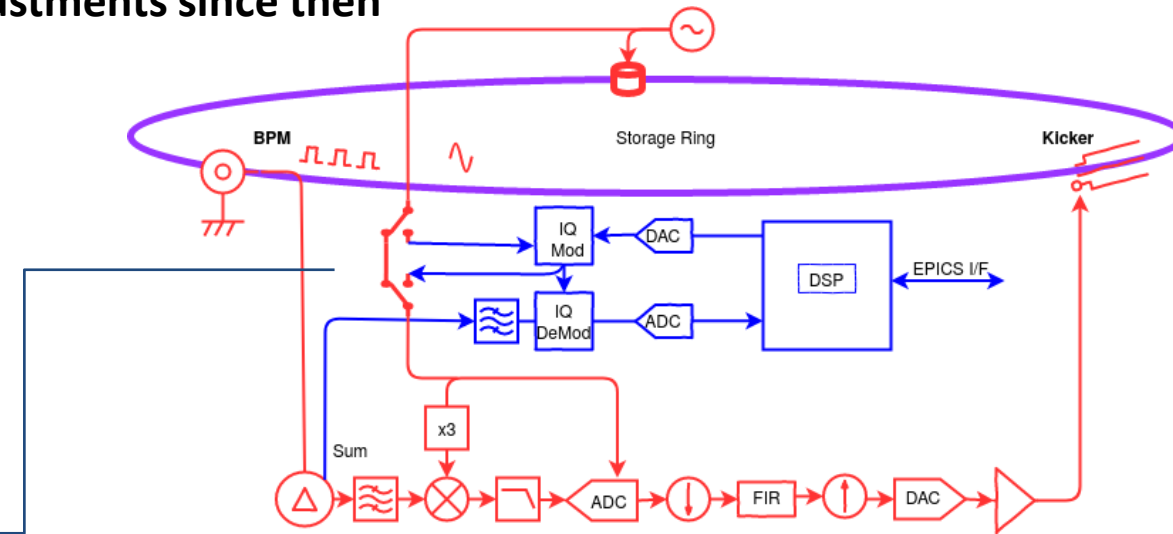 ustments since then
BPM
Storage Ring
Kicker
IQ
Mod
DAC
DSP
EPICS I/F
IQ
DeMod
ADC
x3
Sum
Δ
ADC
FIR
DAC